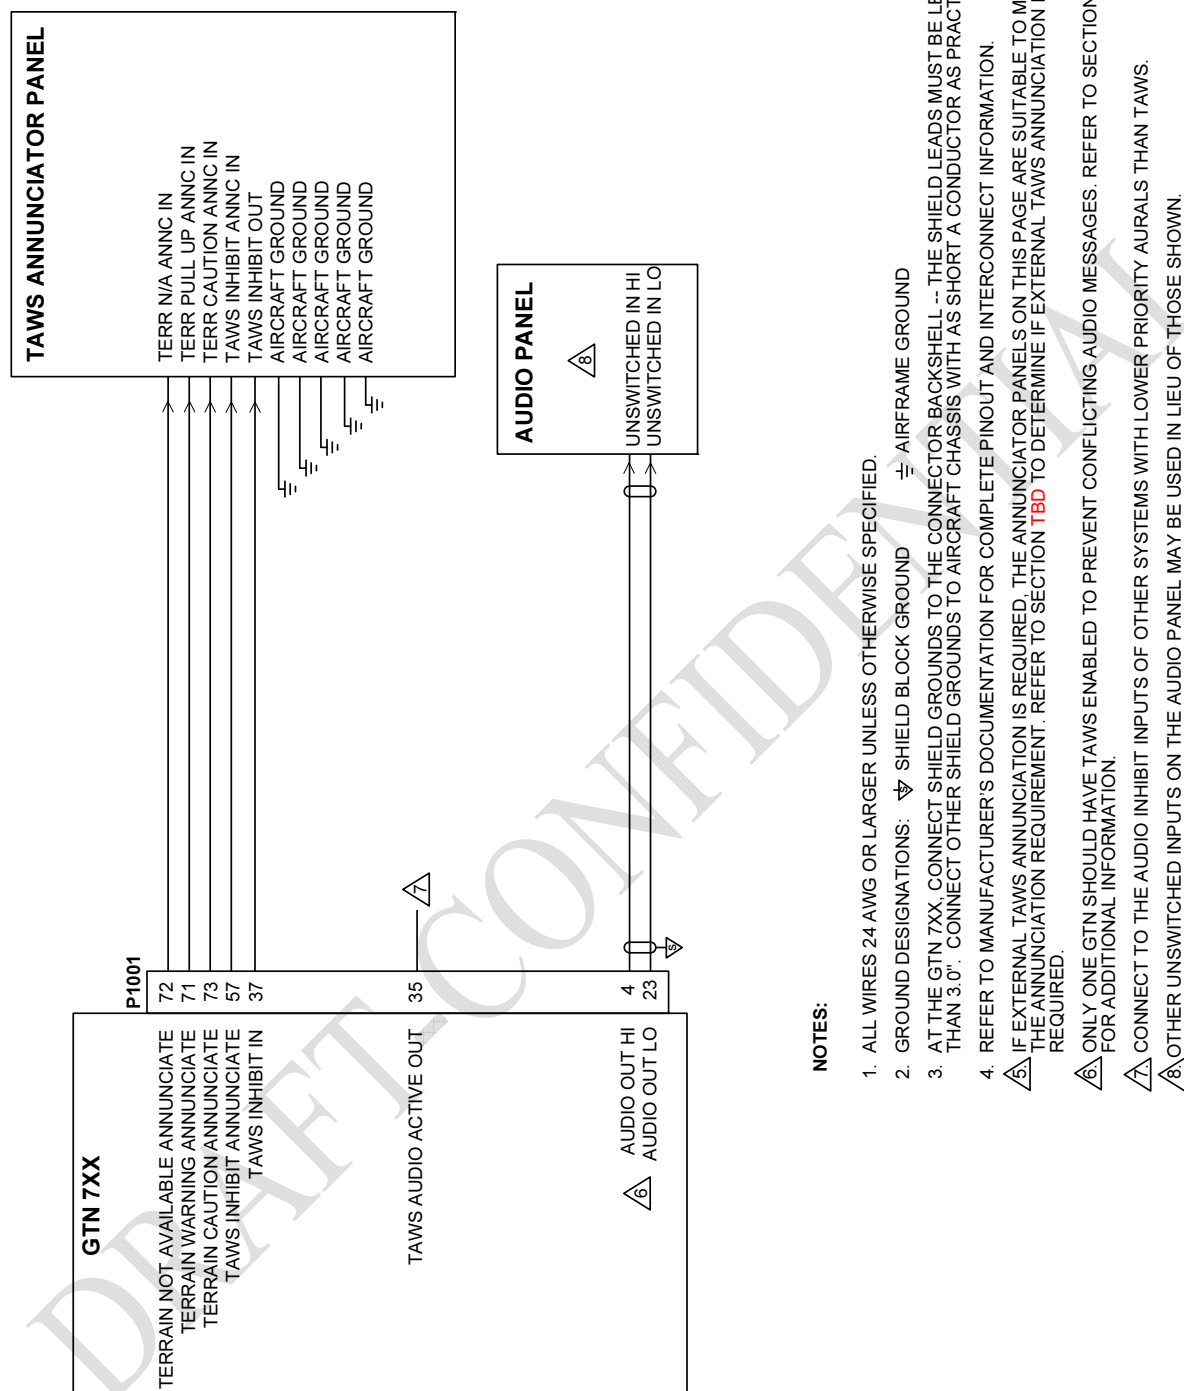 GTN 7XX
TERRAIN NOT AVAILABLE ANNUNCIATE
TERRAIN WARNING ANNUNCIATE
TERRAIN CAUTION ANNUNCIATE
TAWS INHIBIT ANNUNCIATE
TAWS INHIBIT IN
TAWS AUDIO ACTIVE OUT
6
AUDIO OUT HI
AUDIO OUT LO
P1001
72
71
73
57
37
35
4
23
7
S
TAWS ANNUNCIATOR PANEL
TERR N/A ANNC IN
TERR PULL UP ANNC IN
TERR CAUTION ANNC IN
TAWS INHIBIT ANNC IN
TAWS INHIBIT OUT
AIRCRAFT GROUND
AIRCRAFT GROUND
AIRCRAFT GROUND
AIRCRAFT GROUND
AIRCRAFT GROUND
AUDIO PANEL
8
UNSWITCHED IN HI
UNSWITCHED IN LO
NOTES:
1. ALL WIRES 24 AWG OR LARGER UNLESS OTHERWISE SPECIFIED.
2. GROUND DESIGNATIONS: S SHIELD BLOCK GROUND AIRFRAME GROUND
3. AT THE GTN 7XX, CONNECT SHIELD GROUNDS TO THE CONNECTOR BACKSHELL -- THE SHIELD LEADS MUST BE
THAN 3.0". CONNECT OTHER SHIELD GROUNDS TO AIRCRAFT CHASSIS WITH AS SHORT A CONDUCTOR AS
4. REFER TO MANUFACTURER'S DOCUMENTATION FOR COMPLETE PINOUT AND INTERCONNECT INFORMATION.
5. IF EXTERNAL TAWS ANNUNCIATION IS REQUIRED, THE ANNUNCIATOR PANELS ON THIS PAGE ARE SUITABLE TO
THE ANNUNCIATION REQUIREMENT. REFER TO SECTION TBD TO DETERMINE IF EXTERNAL TAWS ANNUNCIATION
REQUIRED.
6. ONLY ONE GTN SHOULD HAVE TAWS ENABLED TO PREVENT CONFLICTING AUDIO MESSAGES. REFER TO SECTION
FOR ADDITIONAL INFORMATION.
7. CONNECT TO THE AUDIO INHIBIT INPUTS OF OTHER SYSTEMS WITH LOWER PRIORITY AURALS THAN TAWS.
8. OTHER UNSWITCHED INPUTS ON THE AUDIO PANEL MAY BE USED IN LIEU OF THOSE SHOWN.
DRAFT-CONFIDENTIAL